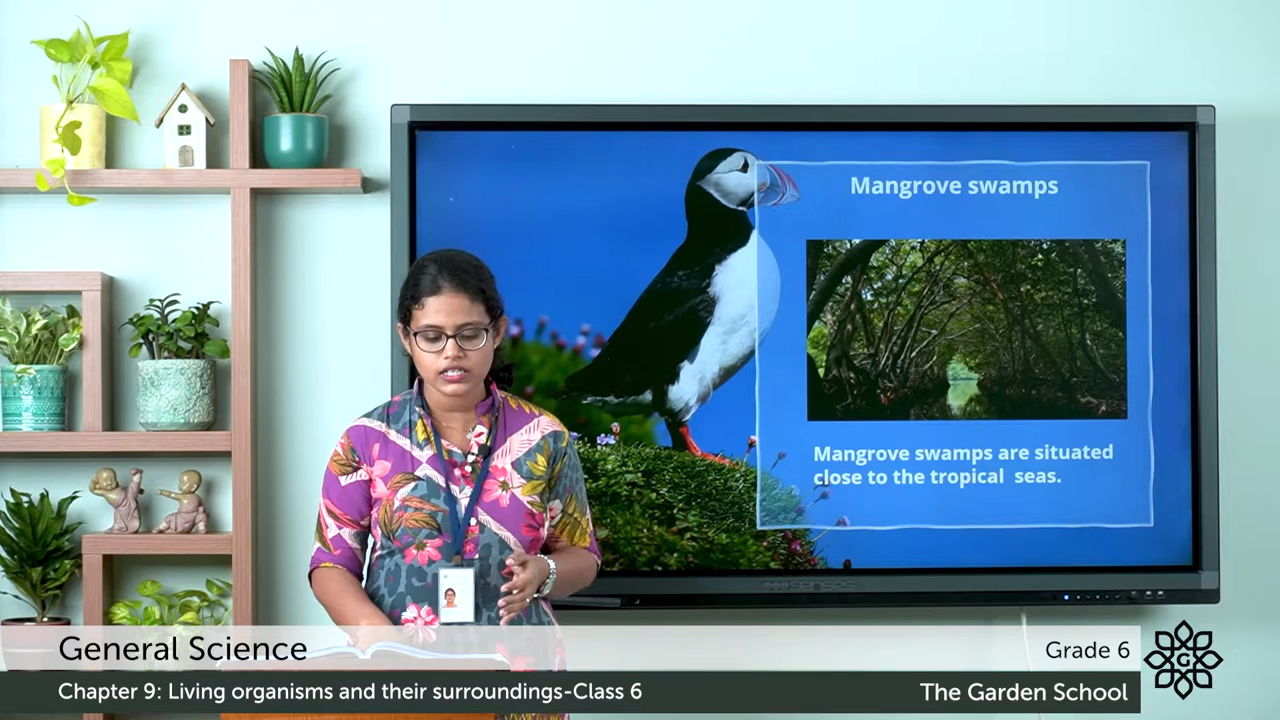 Mangrove swamps
Mangrove swamps are situated
close to the tropical seas.
General Science
Grade 6
G
Chapter 9: Living organisms and their surroundings-Class 6
The Garden School